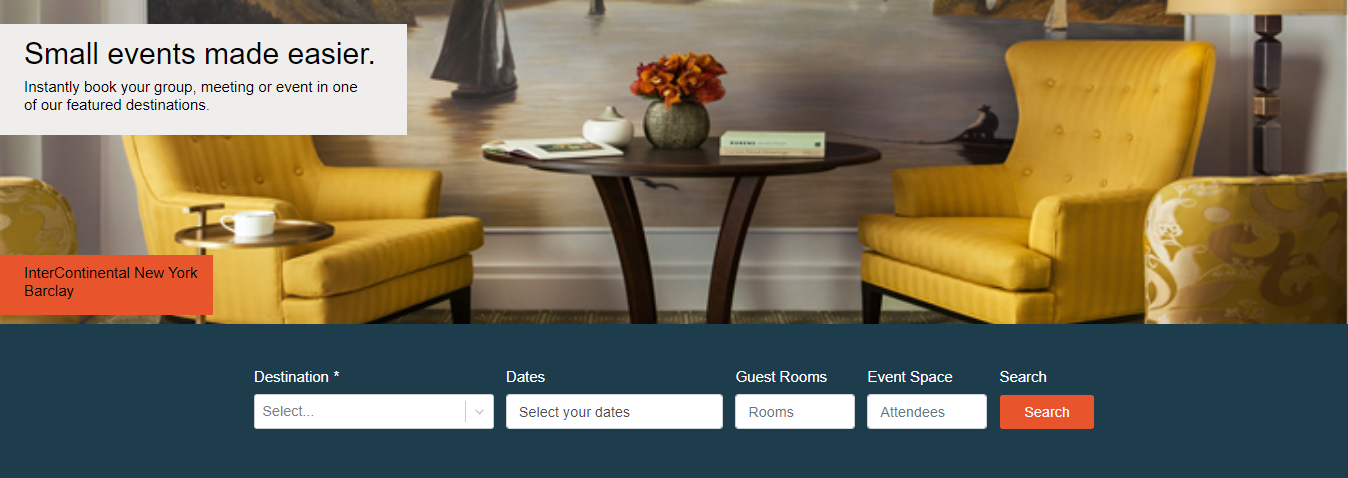 Small events made easier.
Instantly book your group, meeting or event in one
of our featured destinations.
InterContinental New York
Barclay
Destination *
Dates
Guest Rooms
Event Space
Search
Select...
Select your dates
Rooms
Attendees
Search